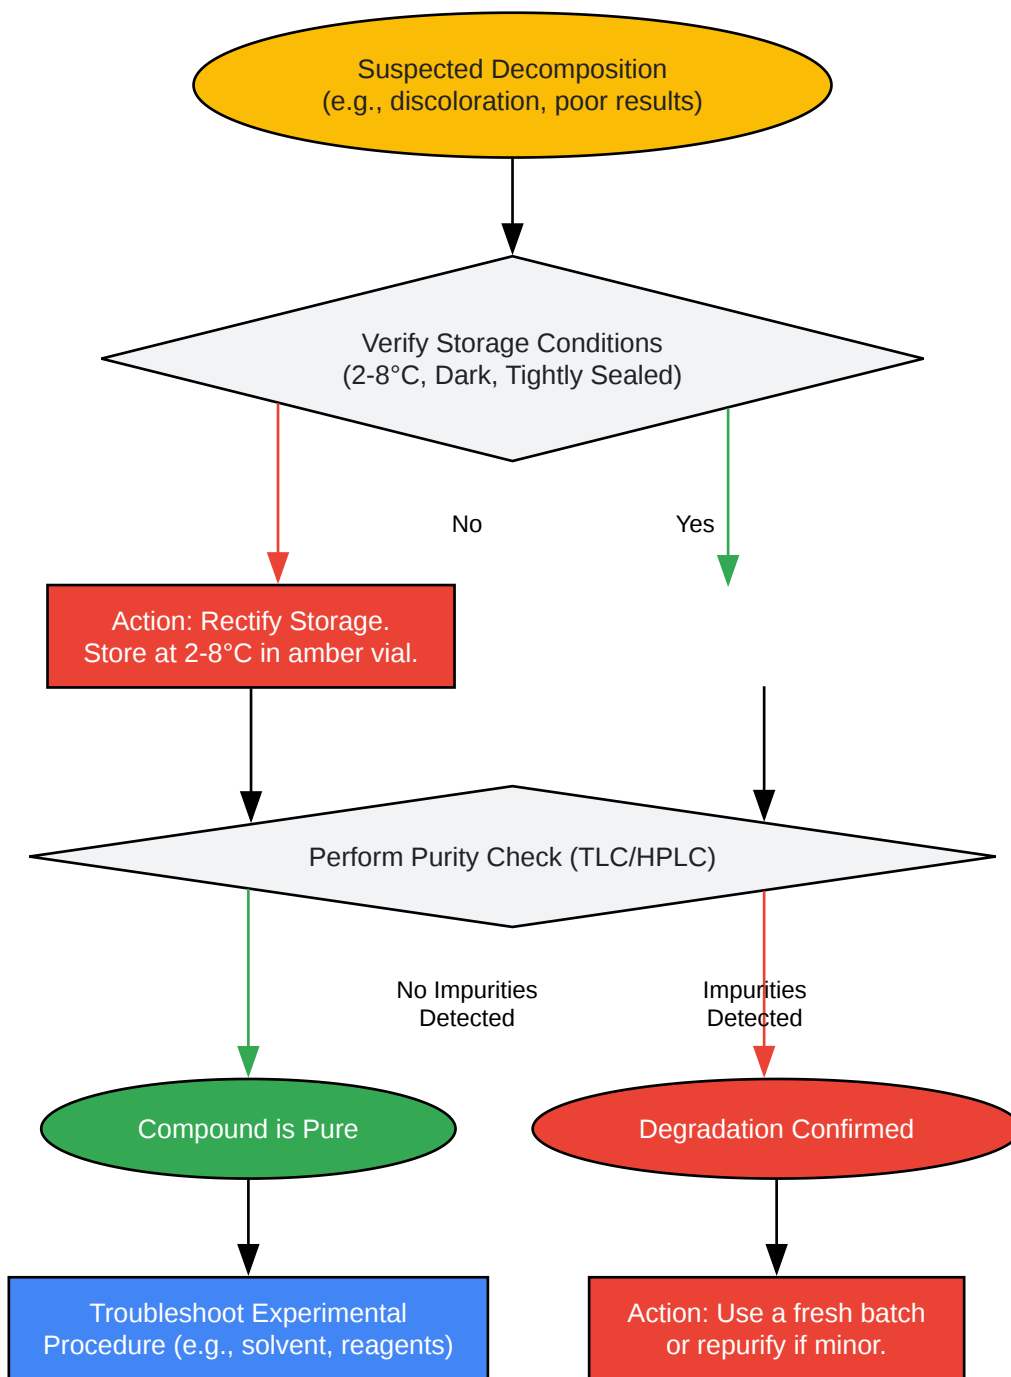 Suspected Decomposition
(e.g., discoloration, poor results)
Verify Storage Conditions
(2-8°C, Dark, Tightly Sealed)
No
Yes
Action: Rectify Storage.
Store at 2-8°C in amber vial.
Perform Purity Check (TLC/HPLC)
No Impurities
Detected
Impurities
Detected
Compound is Pure
Degradation Confirmed
Troubleshoot Experimental
Procedure (e.g., solvent, reagents)
Action: Use a fresh batch
or repurify if minor.